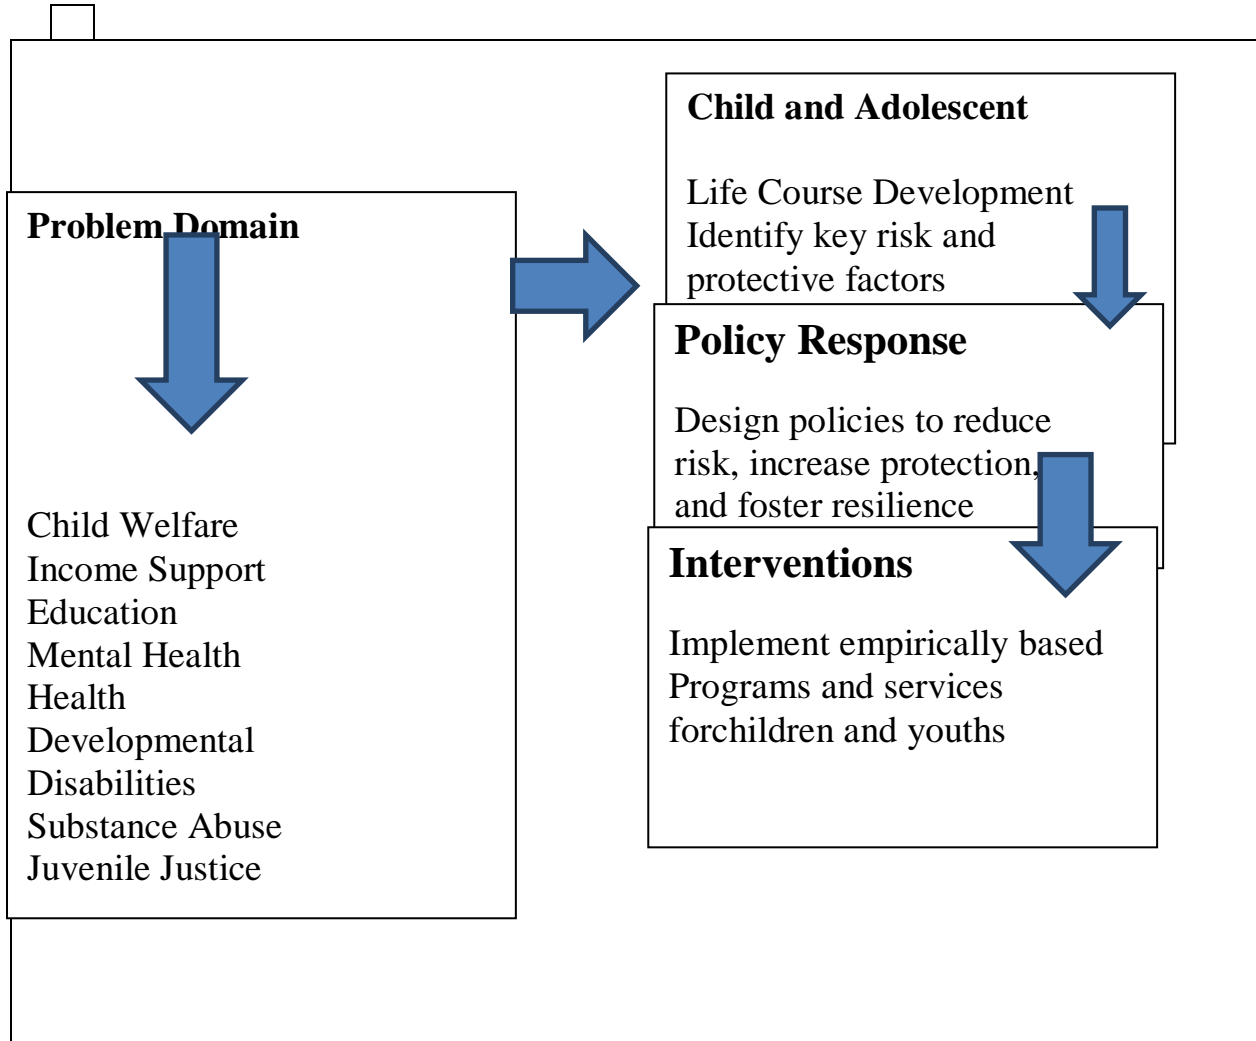 Problem Domain
Child Welfare
Income Support
Education
Mental Health
Health
Developmental
Disabilities
Substance Abuse
Juvenile Justice
Child and Adolescent
Life Course Development
Identify key risk and
protective factors
Policy Response
Design policies to reduce
risk, increase protection,
and foster resilience
Interventions
Implement empirically based
Programs and services
forchildren and youths